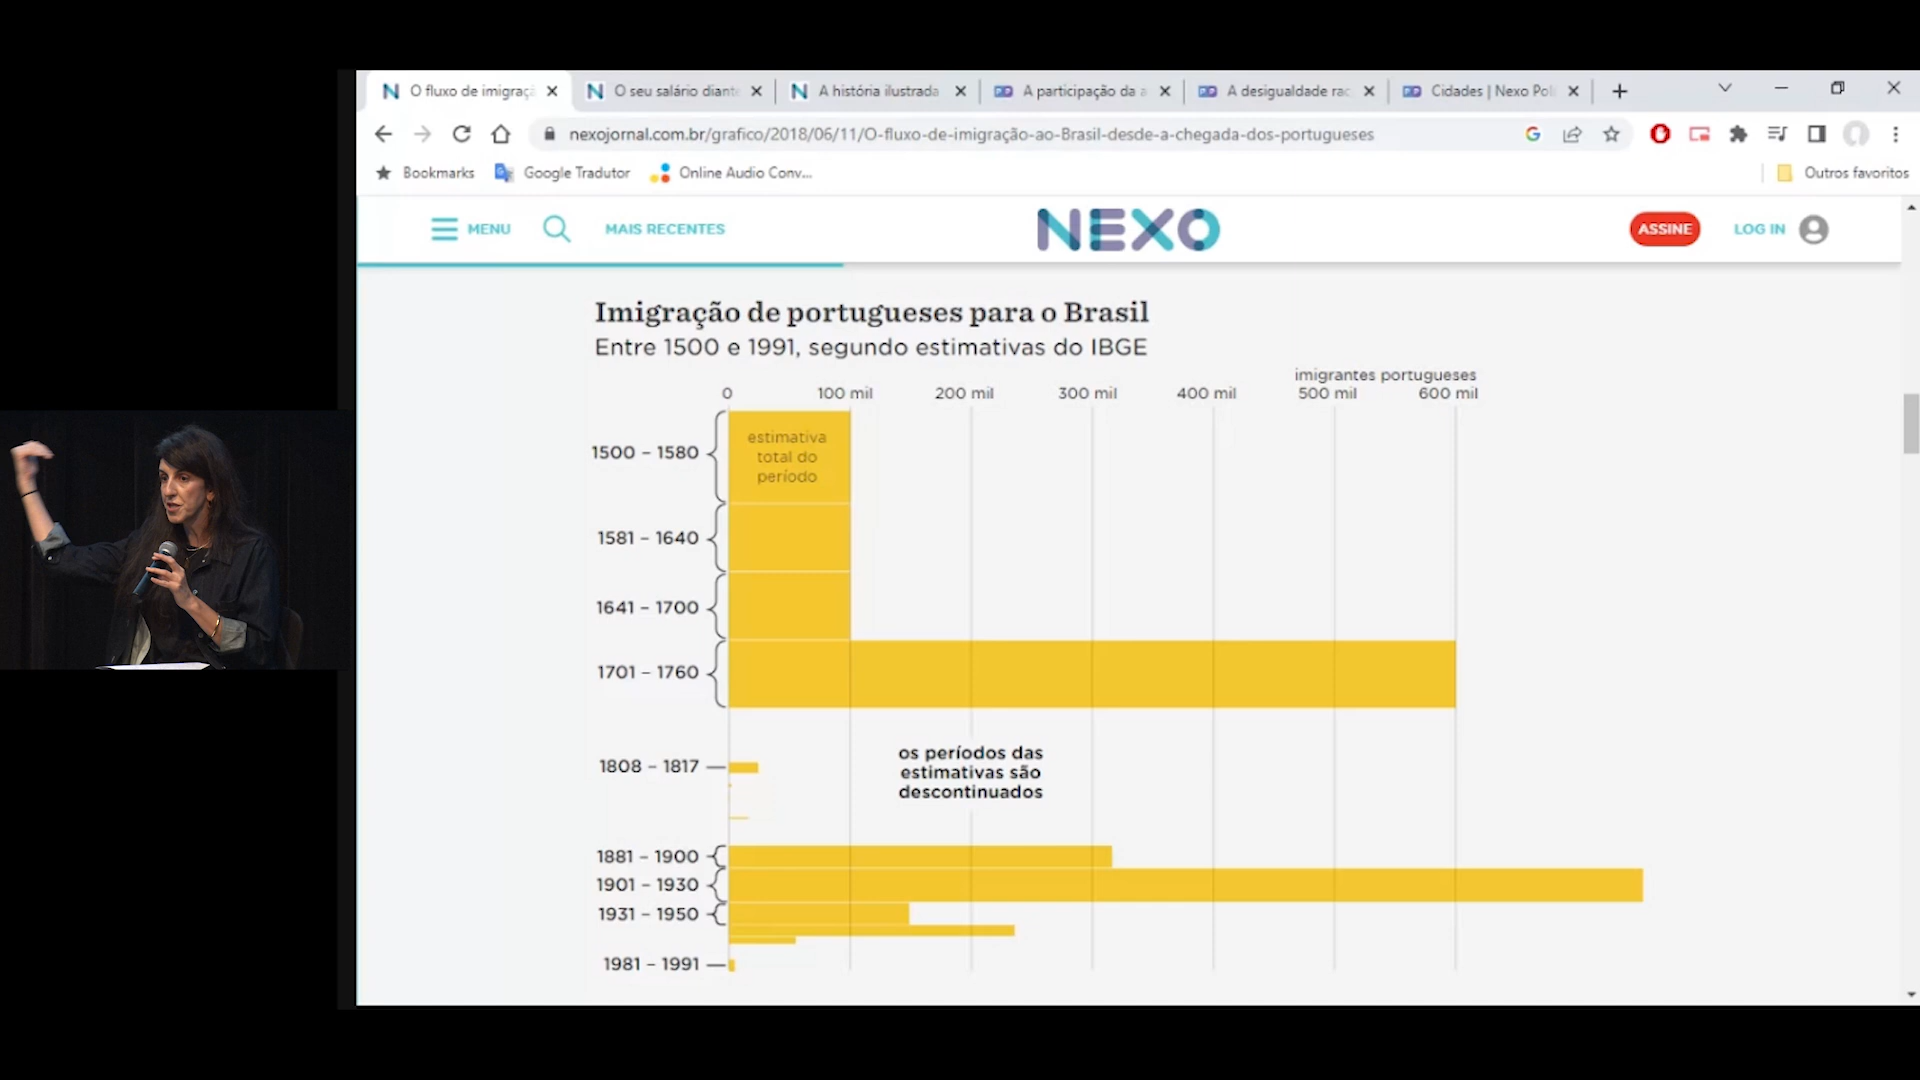 O fluxo de imigraç
O seu salário diant
A história ilustrada
A participação da a
A desigualdade rac
Cidades | Nexo Pol
nexojornal.com.br/grafico/2018/06/11/O-fluxo-de-imigração-ao-Brasil-desde-a-chegada-dos-portugueses
Bookmarks
Google Tradutor
Online Audio Conv...
Outros favoritos
MENU
MAIS RECENTES
NEXO
ASSINE
LOG IN
Imigração de portugueses para o Brasil
Entre 1500 e 1991, segundo estimativas do IBGE
imigrantes portugueses
0
100 mil
200 mil
300 mil
400 mil
500 mil
600 mil
1500 – 1580
estimativa
total do
período
1581 – 1640
1641 – 1700
1701 – 1760
1808 – 1817
os períodos das
estimativas são
descontinuados
1881 – 1900
1901 – 1930
1931 – 1950
1981 – 1991